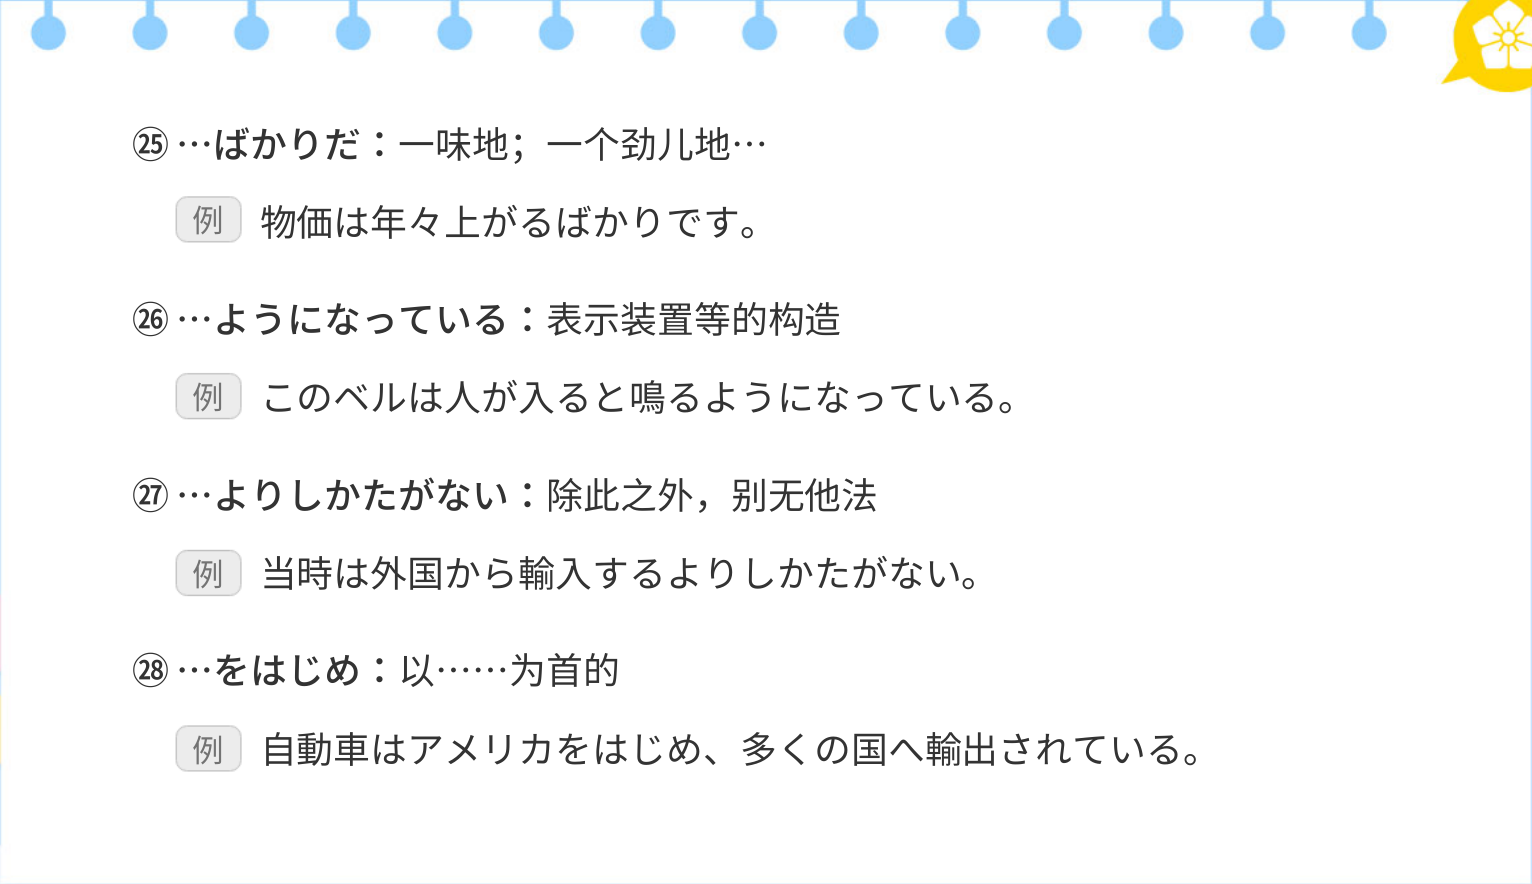 ㉕ …ばかりだ：一味地；一个劲儿地…
例 物価は年々上がるばかりです。
㉖ …ようになっている：表示装置等的构造
例 このベルは人が入ると鳴るようになっている。
㉗ …よりしかたがない：除此之外，别无他法
例 当時は外国から輸入するよりしかたがない。
㉘ …をはじめ：以……为首的
例 自動車はアメリカをはじめ、多くの国へ輸出されている。